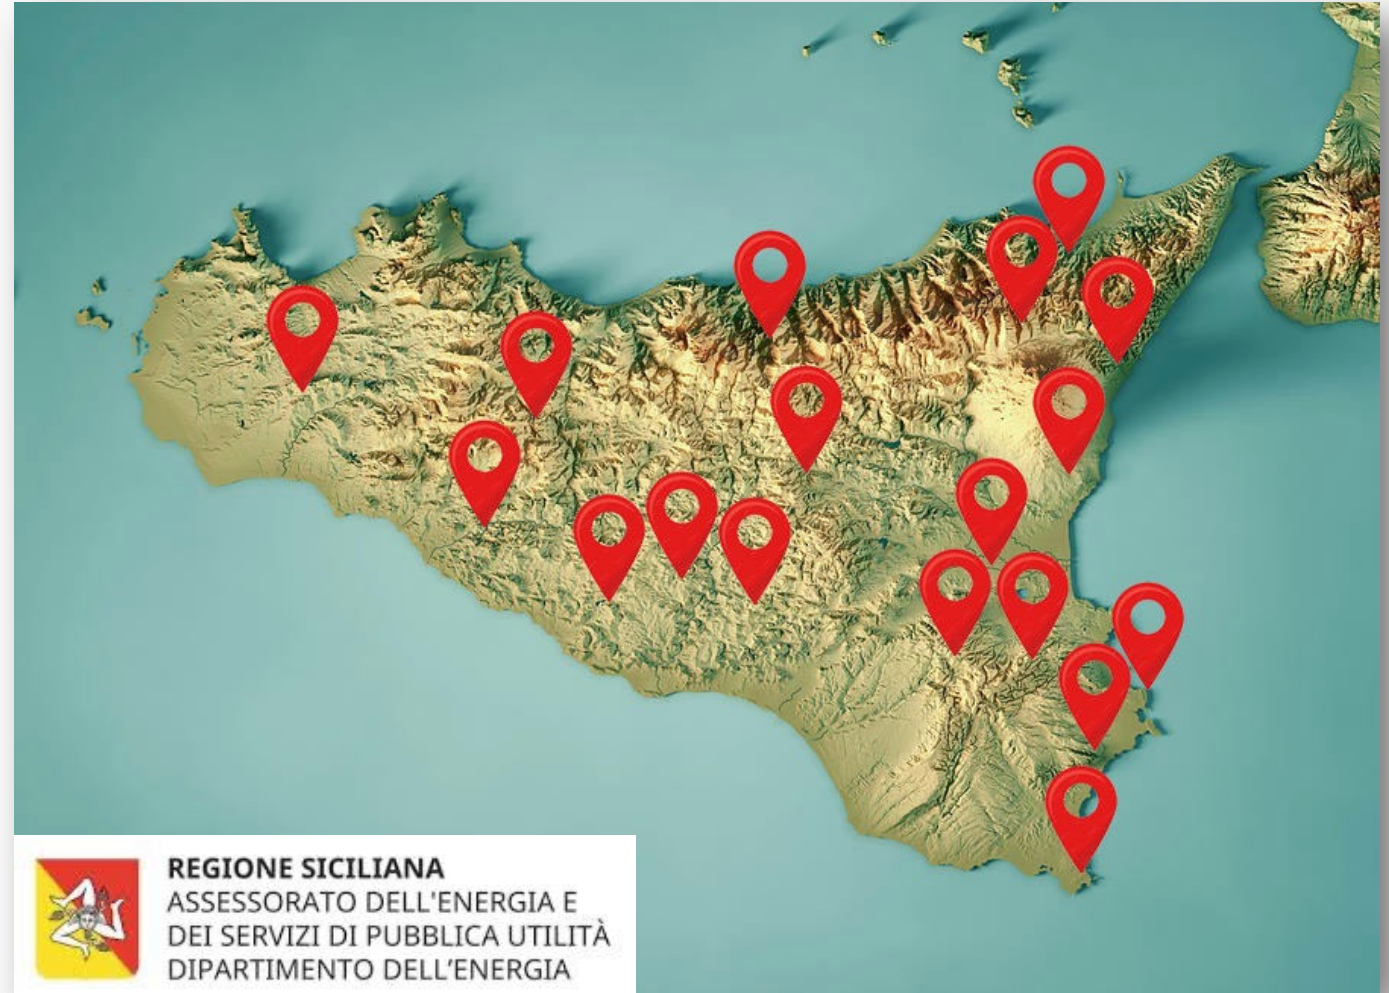 REGIONE SICILIANA
ASSESSORATO DELL'ENERGIA E
DEI SERVIZI DI PUBBLICA UTILITÀ
DIPARTIMENTO DELL’ENERGIA